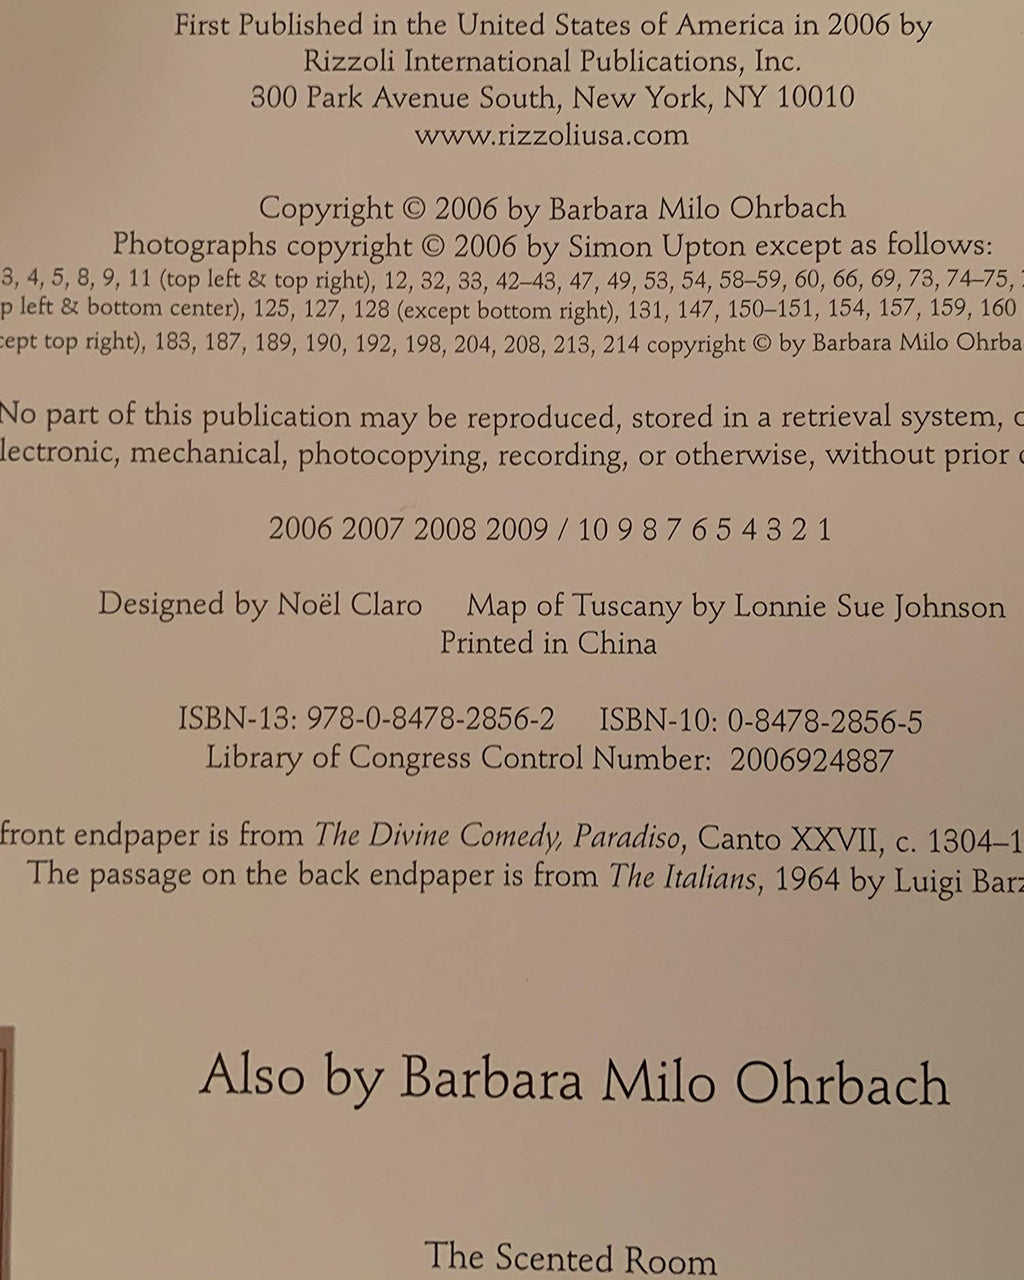 First Published in the United States of America in 2006 by
Rizzoli International Publications, Inc.
300 Park Avenue South, New York, NY 10010
www.rizzoliusa.com
Copyright © 2006 by Barbara Milo Ohrbach
Photographs copyright © 2006 by Simon Upton except as follows:
3, 4, 5, 8, 9, 11 (top left & top right), 12, 32, 33, 42–43, 47, 49, 53, 54, 58–59, 60, 66, 69, 73, 74–75,
left & bottom center), 125, 127, 128 (except bottom right), 131, 147, 150–151, 154, 157, 159, 160
top right), 183, 187, 189, 190, 192, 198, 204, 208, 213, 214 copyright © by Barbara Milo Ohrba
No part of this publication may be reproduced, stored in a retrieval system,
lectronic, mechanical, photocopying, recording, or otherwise, without prior
2006 2007 2008 2009 / 10 9 8 7 6 5 4 3 2 1
Designed by Noël Claro Map of Tuscany by Lonnie Sue Johnson
Printed in China
ISBN-13: 978-0-8478-2856-2 ISBN-10: 0-8478-2856-5
Library of Congress Control Number: 2006924887
front endpaper is from The Divine Comedy, Paradiso, Canto XXVII, c. 1304–1
The passage on the back endpaper is from The Italians, 1964 by Luigi Barz
Also by Barbara Milo Ohrbach
The Scented Room